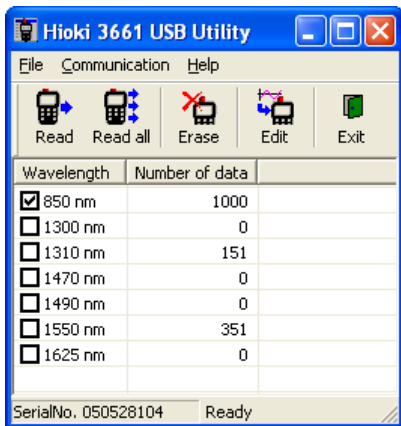 Hioki 3661 USB Utility
File Communication Help
Read Read all Erase Edit Exit
Wavelength Number of data
850 nm 1000
1300 nm 0
1310 nm 151
1470 nm 0
1490 nm 0
1550 nm 351
1625 nm 0
SerialNo. 050528104 Ready